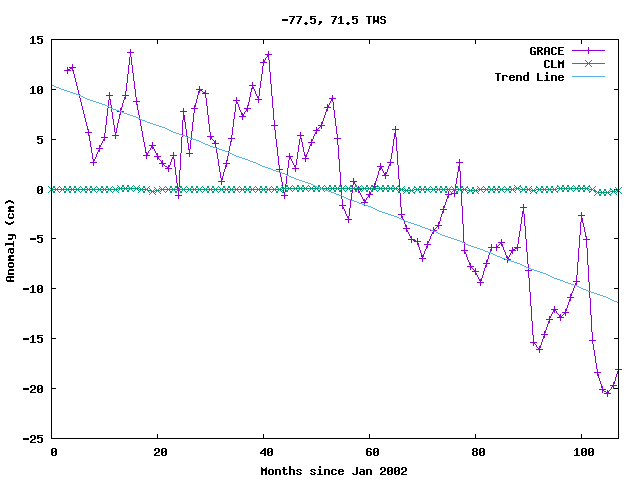 -77.5, 71.5 TWS
GRACE
CLM
Trend Line
15
10
5
0
-5
-10
-15
-20
-25
Anomaly (cm)
0 20 40 60 80 100
Months since Jan 2002